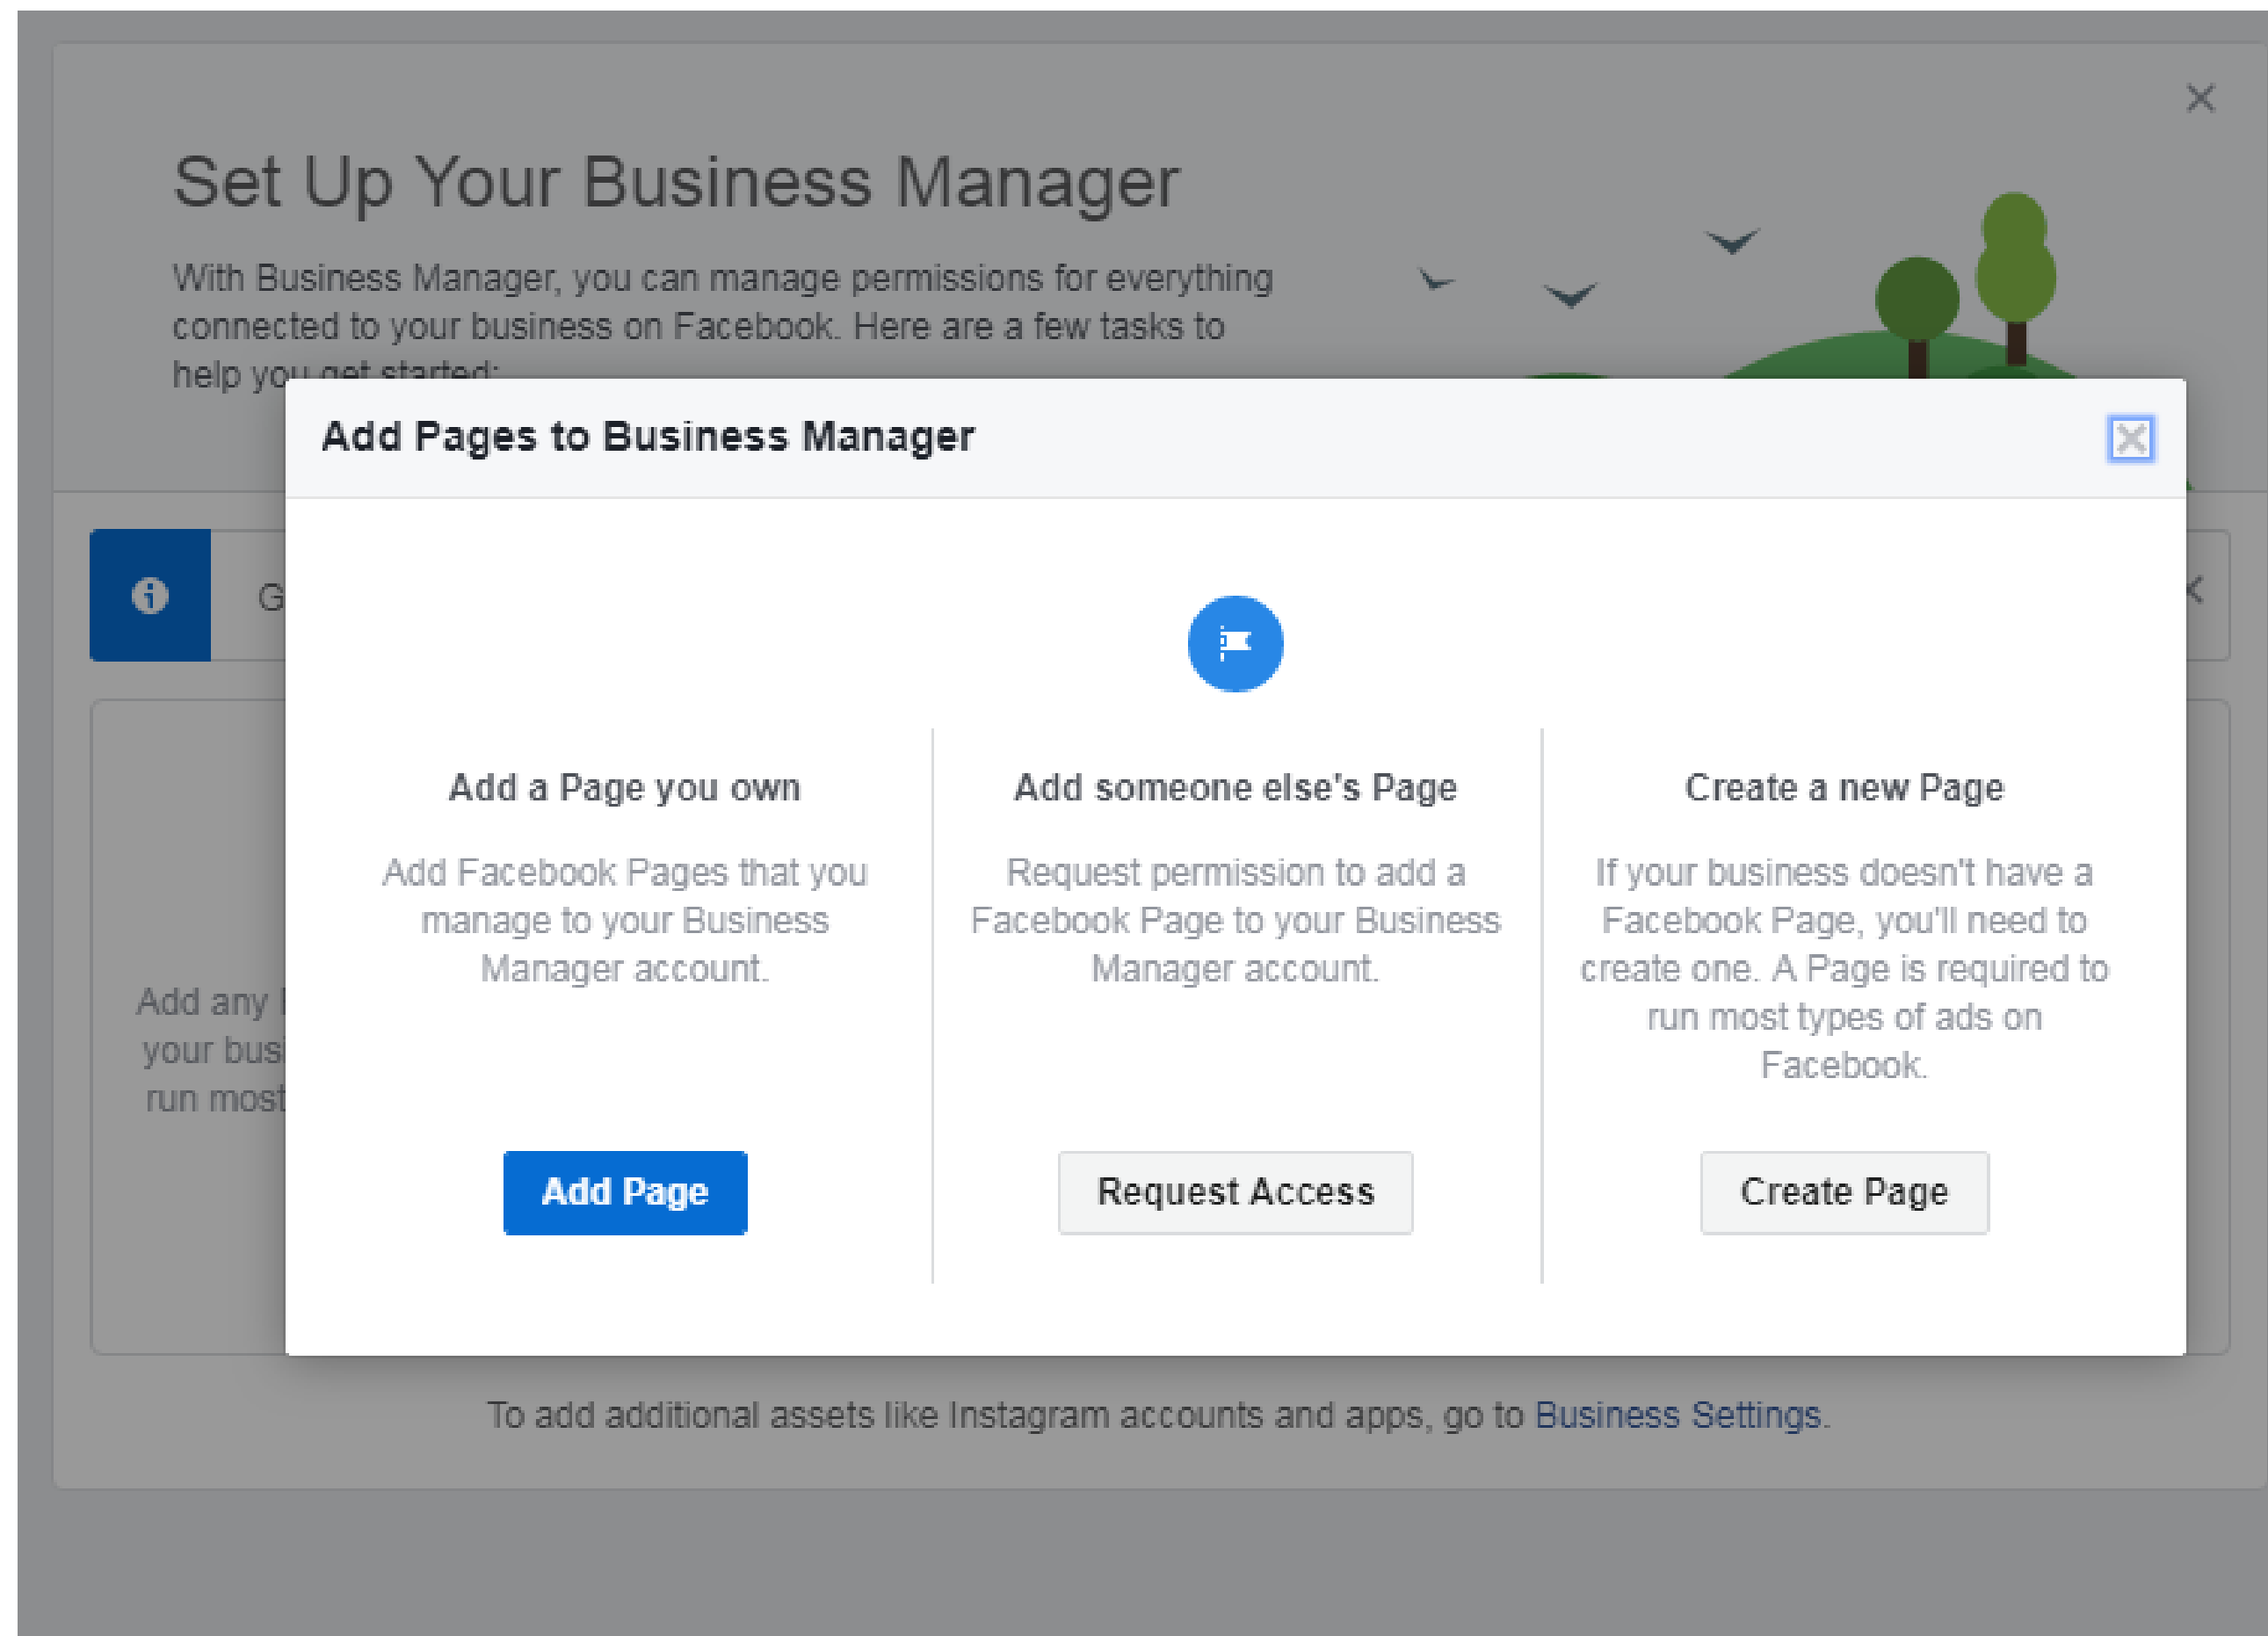 Set Up Your Business Manager
With Business Manager, you can manage permissions for everything
connected to your business on Facebook. Here are a few tasks to
help you get started:
Add Pages to Business Manager
G
Add a Page you own
Add Facebook Pages that you
manage to your Business
Manager account.
Add Page
Add someone else's Page
Request permission to add a
Facebook Page to your Business
Manager account.
Request Access
Create a new Page
If your business doesn't have a
Facebook Page, you'll need to
create one. A Page is required to
run most types of ads on
Facebook.
Create Page
Add any
your busi
run most
To add additional assets like Instagram accounts and apps, go to Business Settings.